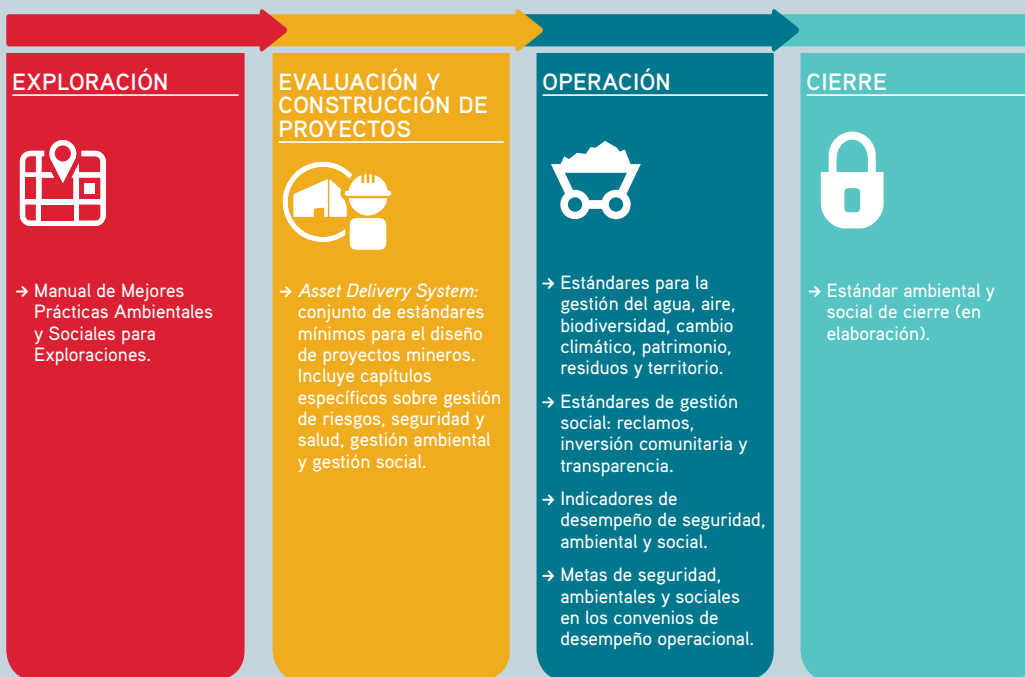 EXPLORACIÓN
→ Manual de Mejores
Prácticas Ambientales
y Sociales para
Exploraciones.
EVALUACIÓN Y
CONSTRUCCIÓN DE
PROYECTOS
→ Asset Delivery System:
conjunto de estándares
mínimos para el diseño
de proyectos mineros.
Incluye capítulos
específicos sobre gestión
de riesgos, seguridad y
salud, gestión ambiental
y gestión social.
OPERACIÓN
→ Estándares para la
gestión del agua, aire,
biodiversidad, cambio
climático, patrimonio,
residuos y territorio.
→ Estándares de gestión
social: reclamos,
inversión comunitaria y
transparencia.
→ Indicadores de
desempeño de seguridad,
ambiental y social.
→ Metas de seguridad,
ambientales y sociales
en los convenios de
desempeño operacional.
CIERRE
→ Estándar ambiental y
social de cierre (en
elaboración).